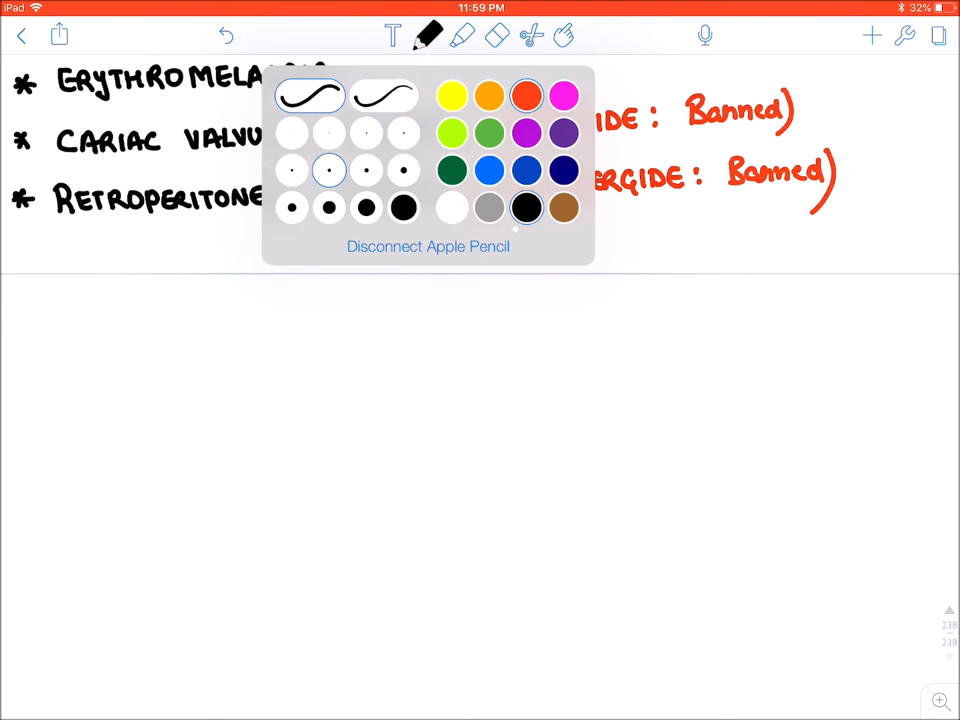 iPad 11:59 PM 32%
T
* ERYTHROMELA
IDE : Banned)
* CARIAC VALVU
ERGIDE : Banned)
* RETROPERITONE
Disconnect Apple Pencil
238
238